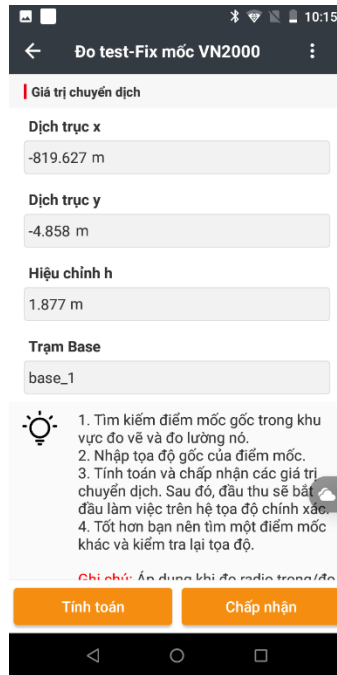 10:15
Đo test-Fix mốc VN2000
Giá trị chuyển dịch
Dịch trục x
-819.627 m
Dịch trục y
-4.858 m
Hiệu chỉnh h
1.877 m
Trạm Base
base_1
1. Tìm kiếm điểm mốc gốc trong khu
vực đo vẽ và đo lường nó.
2. Nhập tọa độ gốc của điểm mốc.
3. Tính toán và chấp nhận các giá trị
chuyển dịch. Sau đó, đầu thu sẽ bắt
đầu làm việc trên hệ tọa độ chính xác.
4. Tốt hơn bạn nên tìm một điểm mốc
khác và kiểm tra lại tọa độ.
Ghi chú: Áp dụng khi đo radio trong/đo
Tính toán
Chấp nhận